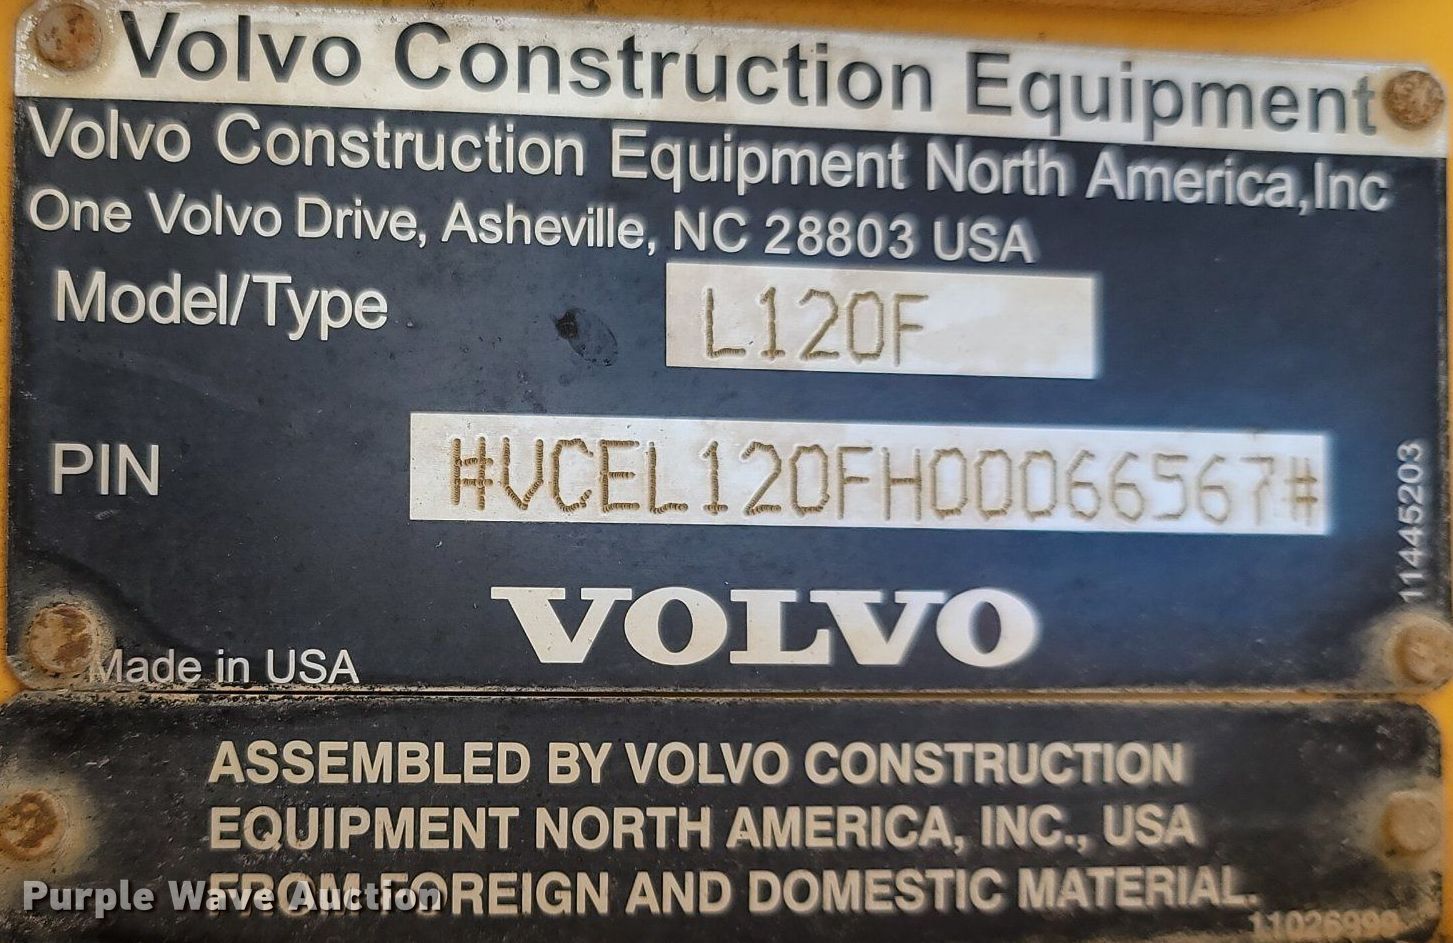 Volvo Construction Equipment
Volvo Construction Equipment North America,Inc
One Volvo Drive, Asheville, NC 28803 USA
Model/Type L120F
PIN #VCEL120FH00066567#
11445203
VOLVO
Made in USA
ASSEMBLED BY VOLVO CONSTRUCTION
EQUIPMENT NORTH AMERICA, INC., USA
FROM FOREIGN AND DOMESTIC MATERIAL.
Purple Wave Auction
11026999